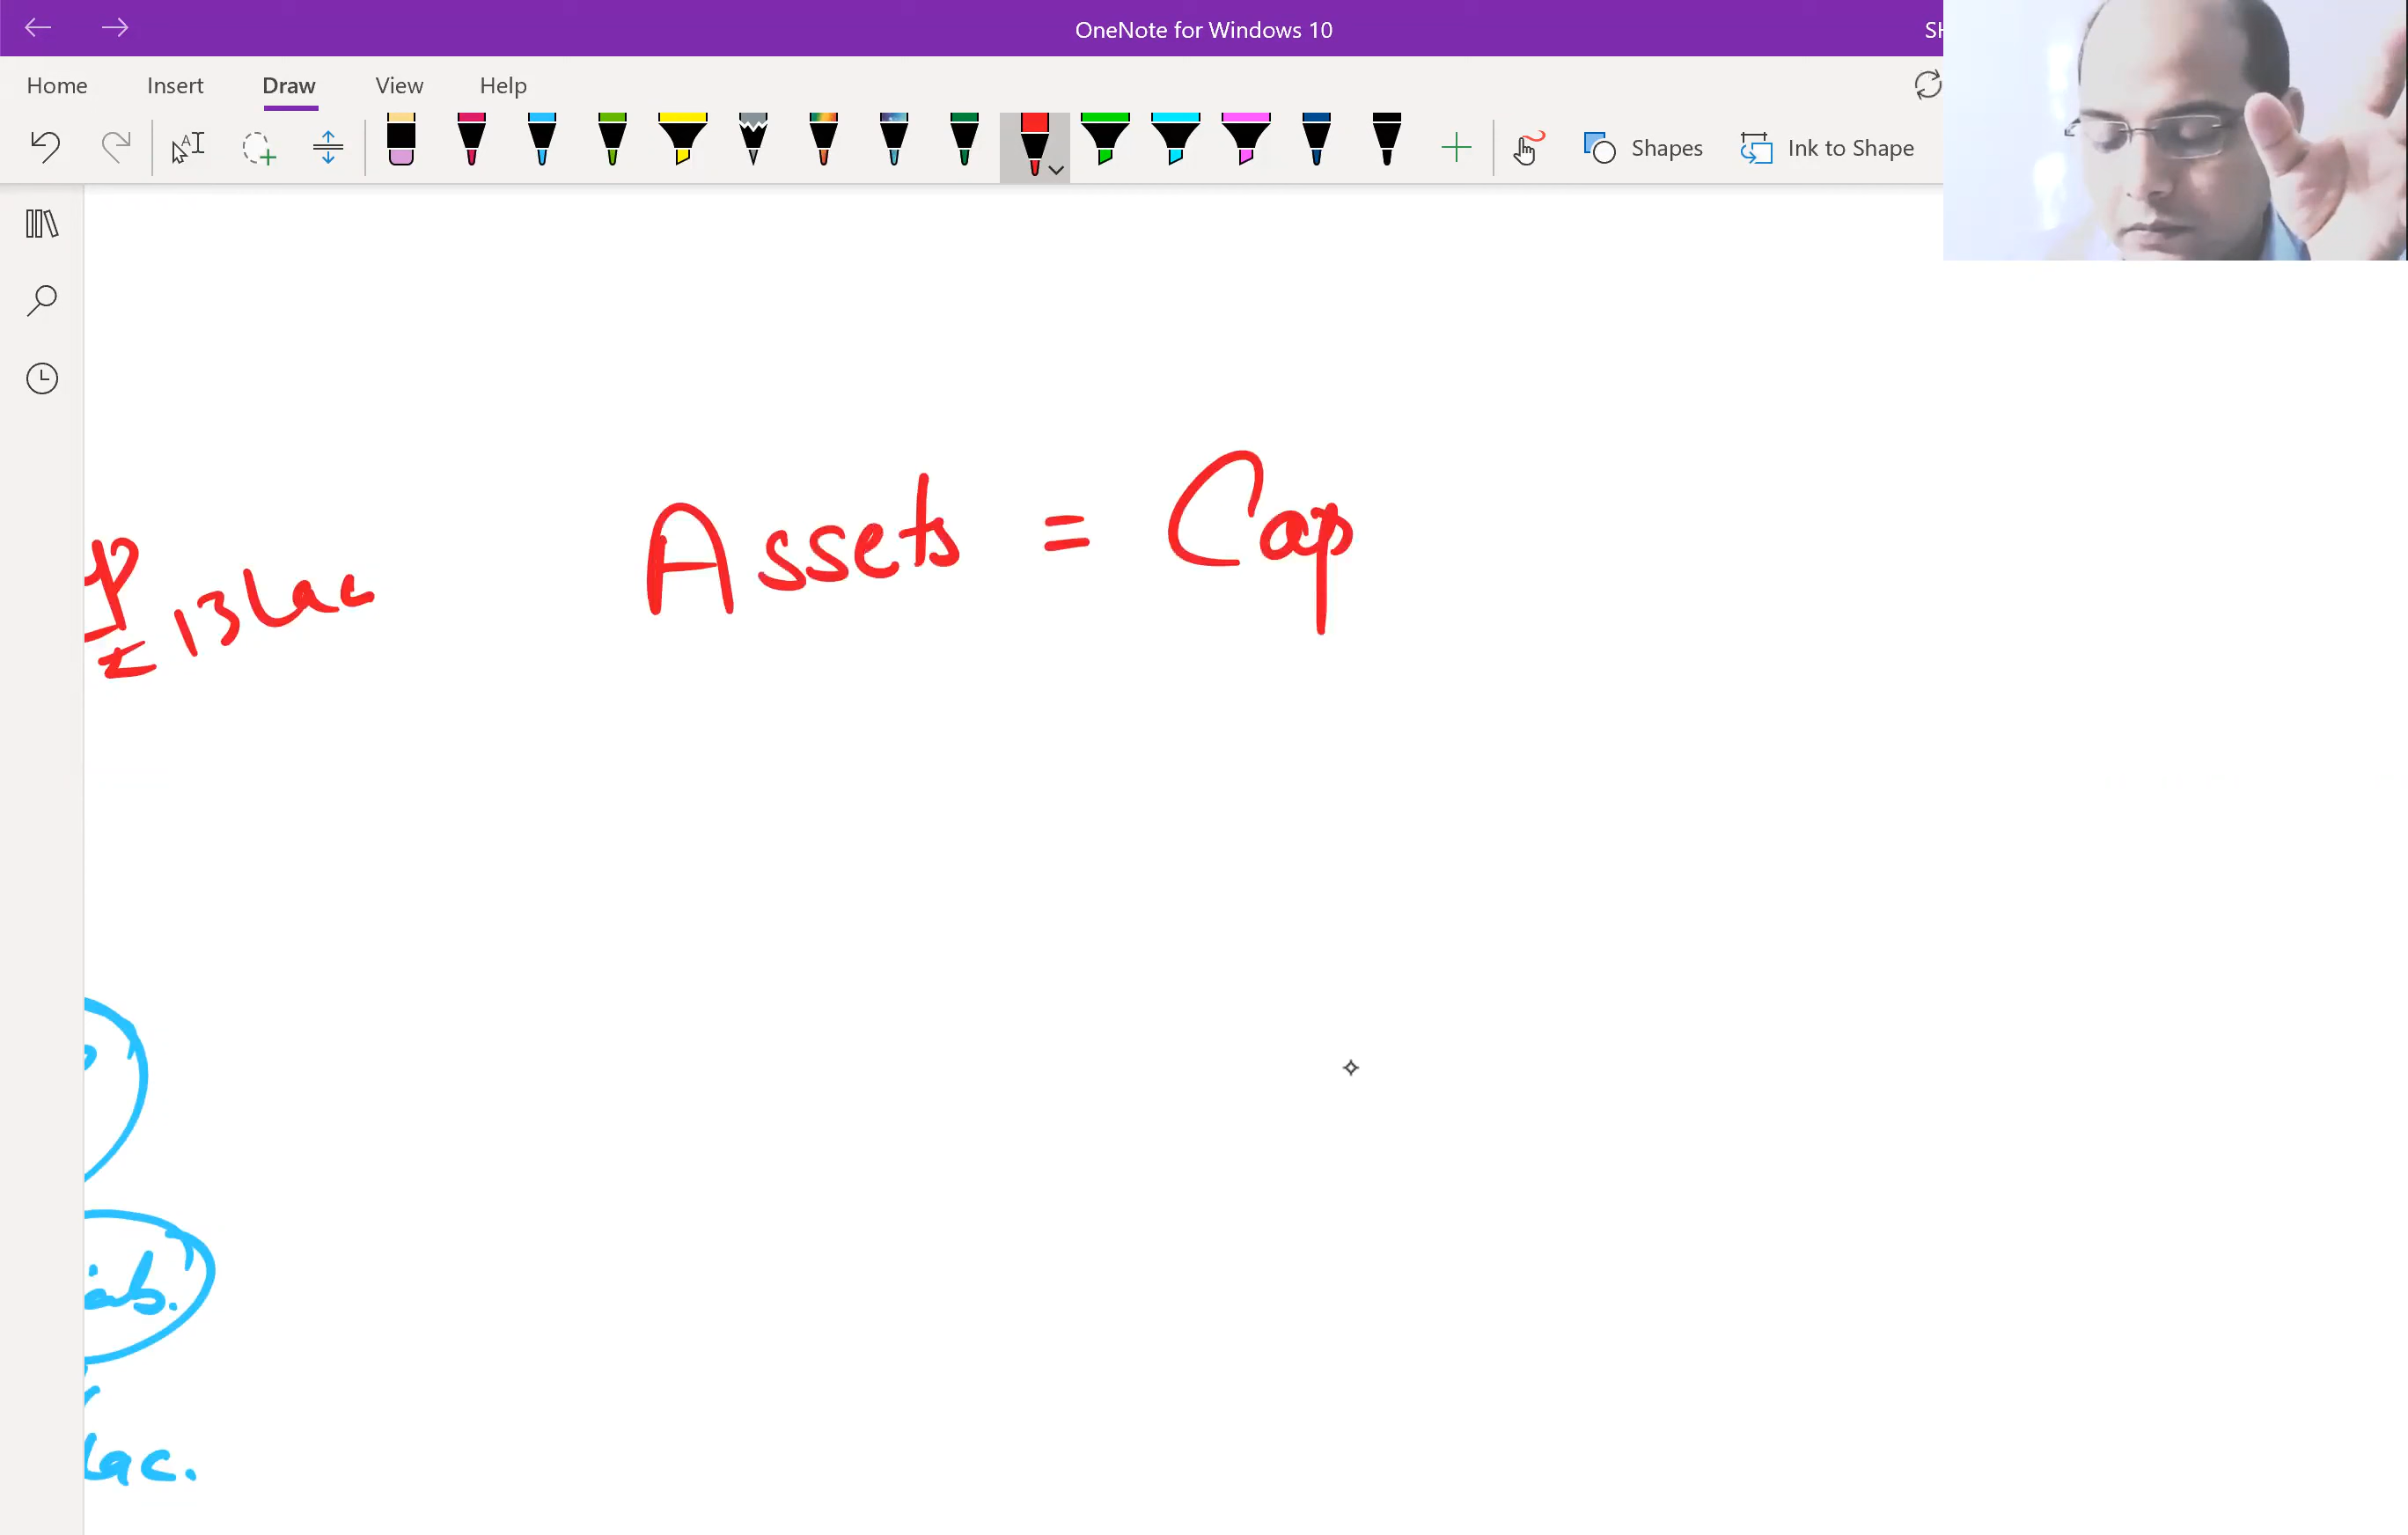 OneNote for Windows 10
Home Insert Draw View Help
Shapes Ink to Shape
Assets = Cap
13 lac
lac.